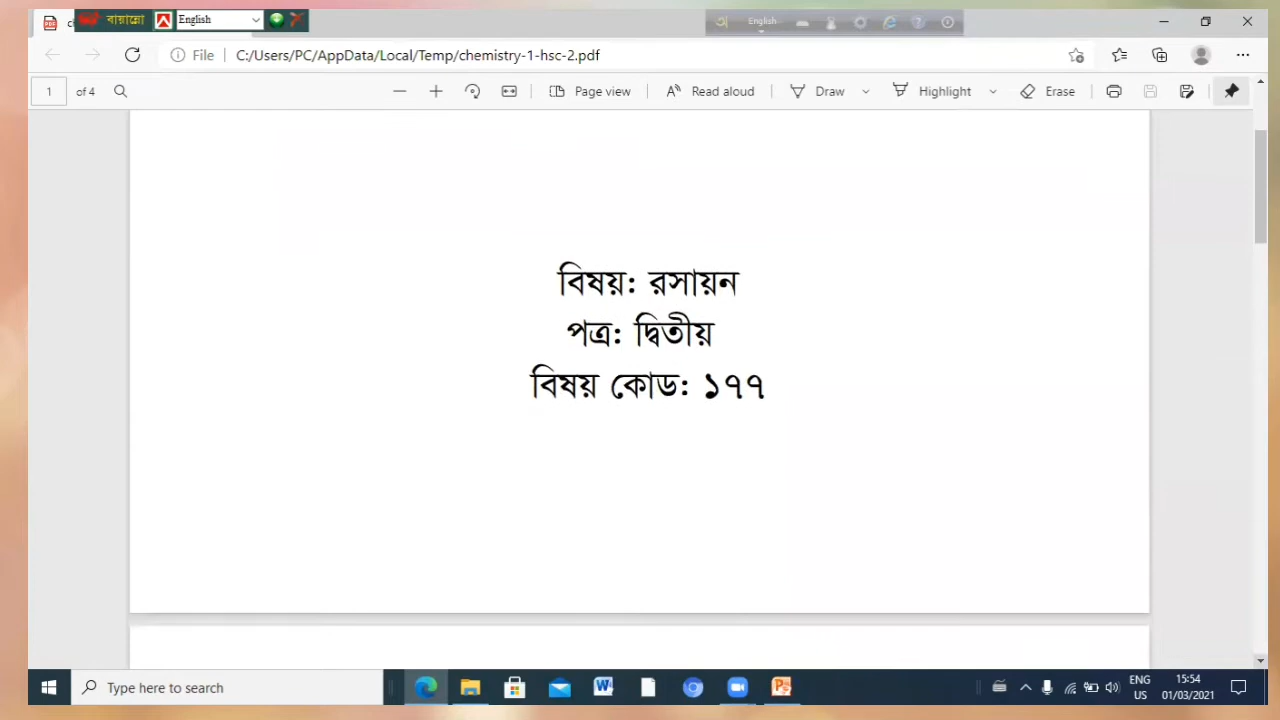 বায়ান্নো
English
English
File
C:/Users/PC/AppData/Local/Temp/chemistry-1-hsc-2.pdf
1 of 4
Page view
Read aloud
Draw
Highlight
Erase
বিষয়: রসায়ন
পত্র: দ্বিতীয়
বিষয় কোড: ১৭৭
Type here to search
ENG
US
15:54
01/03/2021